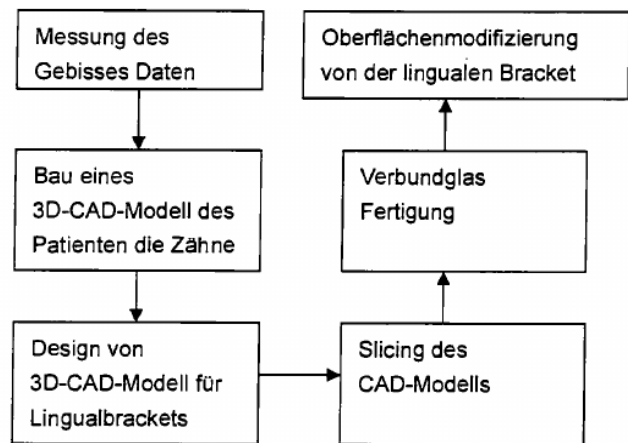 Messung des
Gebisses Daten
Bau eines
3D-CAD-Modell des
Patienten die Zähne
Design von
3D-CAD-Modell für
Lingualbrackets
Slicing des
CAD-Modells
Verbundglas
Fertigung
Oberflächenmodifizierung
von der lingualen Bracket